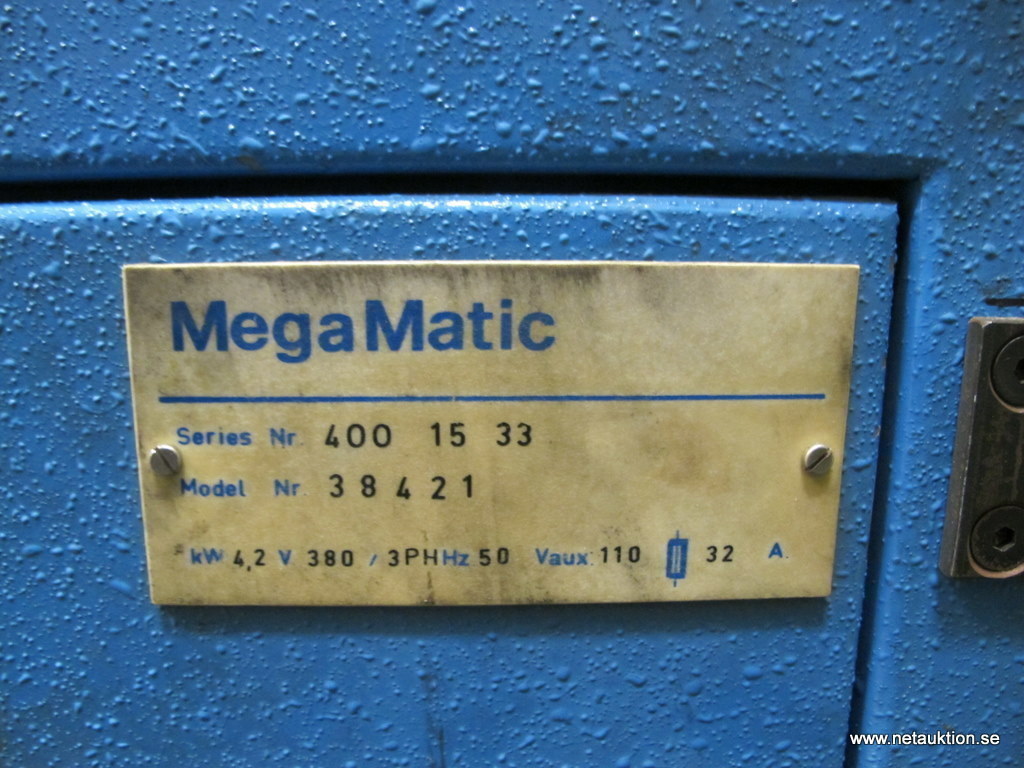 MegaMatic
Series Nr. 400 15 33
Model Nr 38421
kW 4,2 V 380 / 3PH Hz 50 Vaux. 110 32 A.
www.netauktion.se